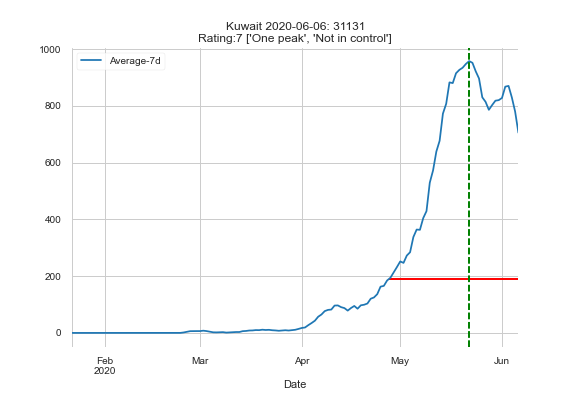 Kuwait 2020-06-06: 31131
Rating:7 ['One peak', 'Not in control']
Average-7d
1000
800
600
400
200
0
Feb
2020
Mar
Apr
May
Jun
Date